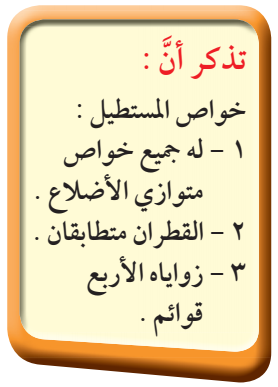 تذكر أنَّ :
خواص المستطيل :
١ - له جميع خواص
متوازي الأضلاع .
٢ - القطران متطابقان .
٣ - زواياه الأربع
قوائم .